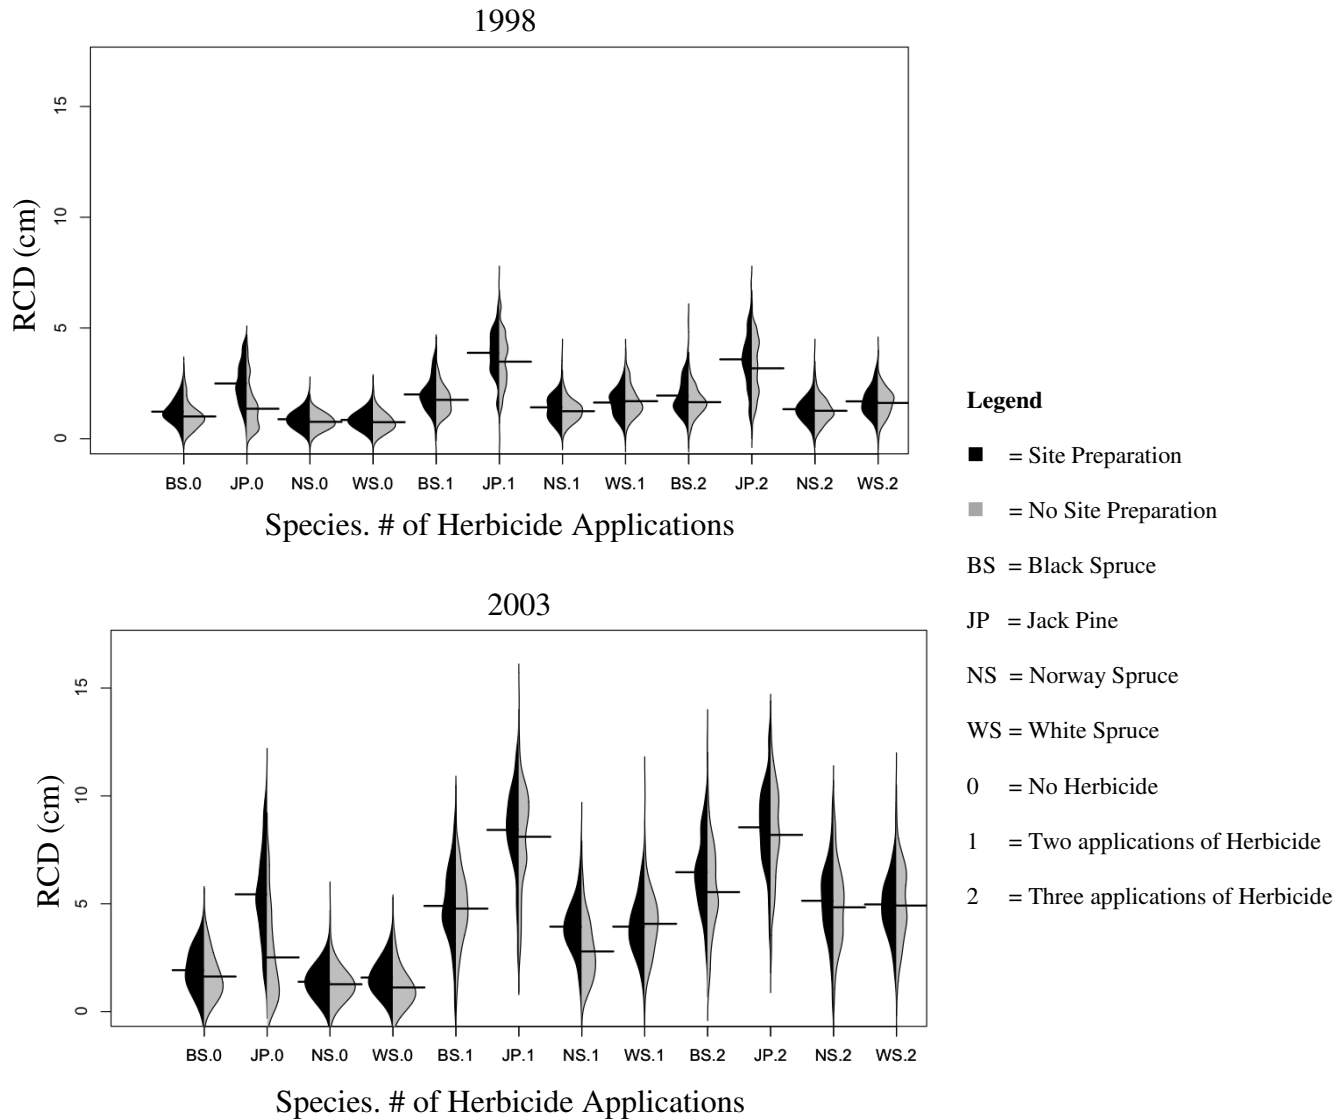 1998
15
10
5
0
RCD (cm)
BS.0 JP.0 NS.0 WS.0 BS.1 JP.1 NS.1 WS.1 BS.2 JP.2 NS.2 WS.2
Species. # of Herbicide Applications
2003
15
10
5
0
RCD (cm)
BS.0 JP.0 NS.0 WS.0 BS.1 JP.1 NS.1 WS.1 BS.2 JP.2 NS.2 WS.2
Species. # of Herbicide Applications
Legend
= Site Preparation
= No Site Preparation
BS = Black Spruce
JP = Jack Pine
NS = Norway Spruce
WS = White Spruce
0 = No Herbicide
1 = Two applications of Herbicide
2 = Three applications of Herbicide